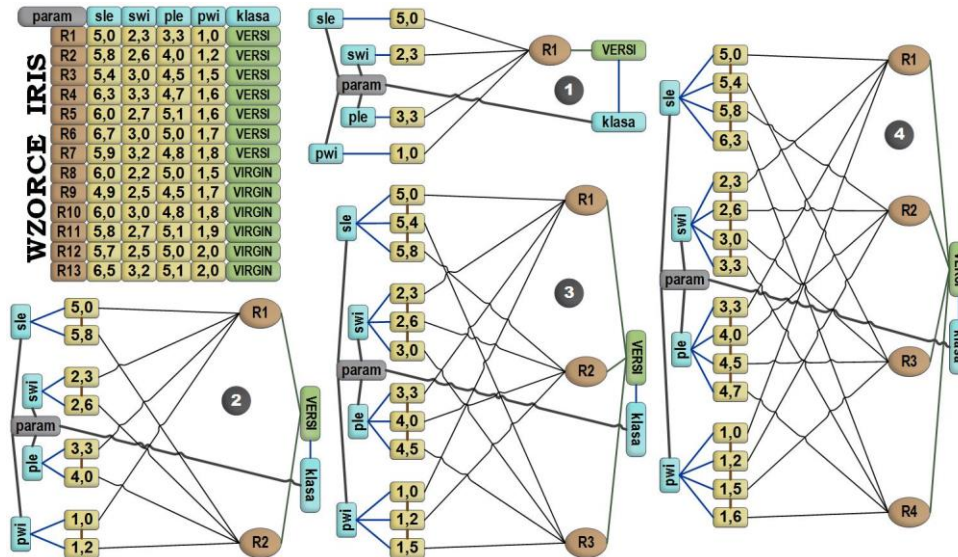 WZORCE IRIS
param sle swi ple pwi klasa
R1 5,0 2,3 3,3 1,0 VERSI
R2 5,8 2,6 4,0 1,2 VERSI
R3 5,4 3,0 4,5 1,5 VERSI
R4 6,3 3,3 4,7 1,6 VERSI
R5 6,0 2,7 5,1 1,6 VERSI
R6 6,7 3,0 5,0 1,7 VERSI
R7 5,9 3,2 4,8 1,8 VERSI
R8 6,0 2,2 5,0 1,5 VIRGIN
R9 4,9 2,5 4,5 1,7 VIRGIN
R10 6,0 3,0 4,8 1,8 VIRGIN
R11 5,8 2,7 5,1 1,9 VIRGIN
R12 5,7 2,5 5,0 2,0 VIRGIN
R13 6,5 3,2 5,1 2,0 VIRGIN
sle 5,0
swi 2,3
R1 VERSI
param
1
ple 3,3
klasa
pwi 1,0
5,0
sle
5,8
R1
2,3
swi
2,6
2
VERSI
param
3,3
ple
4,0
klasa
1,0
pwi
1,2
R2
5,0
sle
5,4
5,8
R1
3
2,3
swi
2,6
3,0
param
R2
VERSI
3,3
ple
4,0
4,5
klasa
1,0
pwi
1,2
1,5
R3
5,0
sle
5,4
5,8
6,3
R1
4
2,3
swi
2,6
3,0
3,3
R2
param
VERSI
3,3
ple
4,0
4,5
4,7
R3
klasa
1,0
pwi
1,2
1,5
1,6
R4